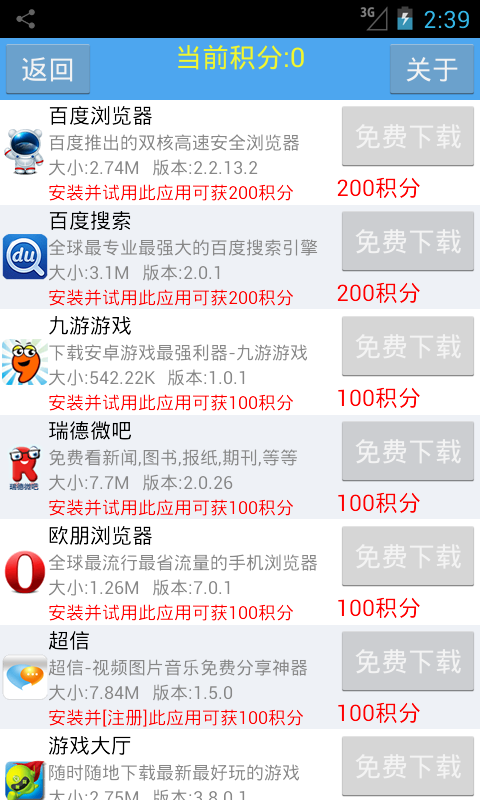 3G 2:39
返回
当前积分:0
关于
百度浏览器
百度推出的双核高速安全浏览器
大小:2.74M 版本:2.2.13.2
安装并试用此应用可获200积分
免费下载
200积分
百度搜索
du
全球最专业最强大的百度搜索引擎
大小:3.1M 版本:2.0.1
安装并试用此应用可获200积分
免费下载
200积分
九游游戏
下载安卓游戏最强利器-九游游戏
大小:542.22K 版本:1.0.1
安装并试用此应用可获100积分
免费下载
100积分
瑞德微吧
瑞德微吧
免费看新闻,图书,报纸,期刊,等等
大小:7.7M 版本:2.0.26
安装并试用此应用可获100积分
免费下载
100积分
欧朋浏览器
全球最流行最省流量的手机浏览器
大小:1.26M 版本:7.0.1
安装并试用此应用可获100积分
免费下载
100积分
超信
超信-视频图片音乐免费分享神器
大小:7.84M 版本:1.5.0
安装并[注册]此应用可获100积分
免费下载
100积分
游戏大厅
随时随地下载最新最好玩的游戏
大小:2.75M 版本:3.8.0.1
免费下载